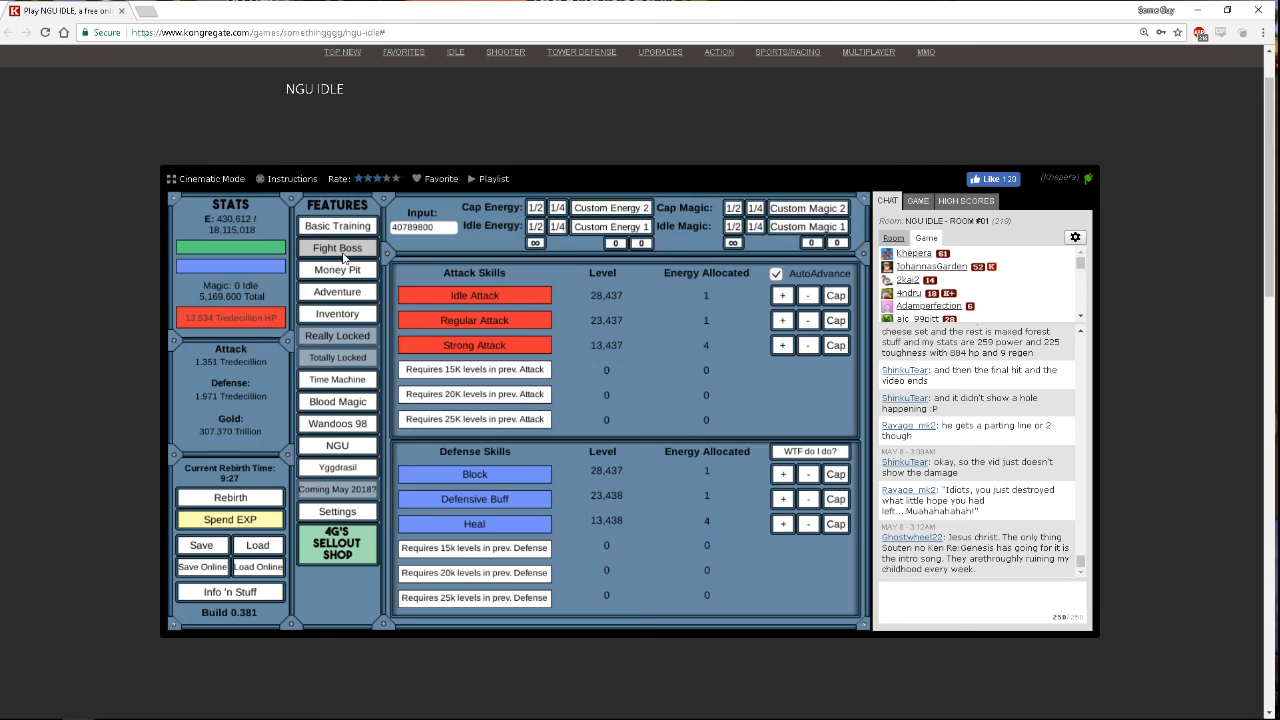 Play NGU IDLE, a free onl
Some Guy
Secure
https://www.kongregate.com/games/somethingggg/ngu-idle#
TOP NEW
FAVORITES
IDLE
SHOOTER
TOWER DEFENSE
UPGRADES
ACTION
SPORTS/RACING
MULTIPLAYER
MMO
NGU IDLE
Cinematic Mode
Instructions
Rate:
Favorite
Playlist
Like 120
(Khepera)
STATS
E: 430,612 /
18,115,018
Magic: 0 Idle
5,169,600 Total
13.534 Tredecillion HP
Attack
1.351 Tredecillion
Defense:
1.971 Tredecillion
Gold:
307.370 Trillion
Current Rebirth Time:
9:27
Rebirth
Spend EXP
Save
Load
Save Online
Load Online
Info 'n Stuff
Build 0.381
FEATURES
Basic Training
Fight Boss
Money Pit
Adventure
Inventory
Really Locked
Totally Locked
Time Machine
Blood Magic
Wandoos 98
NGU
Yggdrasil
Coming May 2018?
Settings
4G'S
SELLOUT
SHOP
Input:
40789800
Cap Energy:
1/2
1/4
Custom Energy 2
Cap Magic:
1/2
1/4
Custom Magic 2
Idle Energy:
1/2
1/4
Custom Energy 1
Idle Magic:
1/2
1/4
Custom Magic 1
∞
0
0
∞
0
0
Attack Skills
Level
Energy Allocated
AutoAdvance
Idle Attack
28,437
1
+
-
Cap
Regular Attack
23,437
1
+
-
Cap
Strong Attack
13,437
4
+
-
Cap
Requires 15K levels in prev. Attack
0
0
Requires 20K levels in prev. Attack
0
0
Requires 25K levels in prev. Attack
0
0
Defense Skills
Level
Energy Allocated
WTF do I do?
Block
28,437
1
+
-
Cap
Defensive Buff
23,438
1
+
-
Cap
Heal
13,438
4
+
-
Cap
Requires 15k levels in prev. Defense
0
0
Requires 20k levels in prev. Defense
0
0
Requires 25k levels in prev. Defense
0
0
CHAT
GAME
HIGH SCORES
Room: NGU IDLE - ROOM #01 (219)
Room
Game
Khepera 61
JohannasGarden 52 K
2kai2 14
4ndru 18 K+
Adamperfection 6
ajc_99pitt 28
cheese set and the rest is maxed forest
stuff and my stats are 259 power and 225
toughness with 884 hp and 9 regen
ShinkuTear: and then the final hit and the
video ends
ShinkuTear: and it didn't show a hole
happening :P
Ravage_mk2: he gets a parting line or 2
though
MAY 8 - 3:09AM
ShinkuTear: okay, so the vid just doesn't
show the damage
Ravage_mk2: "Idiots, you just destroyed
what little hope you had
left...Muahahahahah!"
MAY 8 - 3:12AM
Ghostwheel22: Jesus christ. The only thing
Souten no Ken Re:Genesis has going for it is
the intro song. They arethroughly ruining my
childhood every week.
250/250